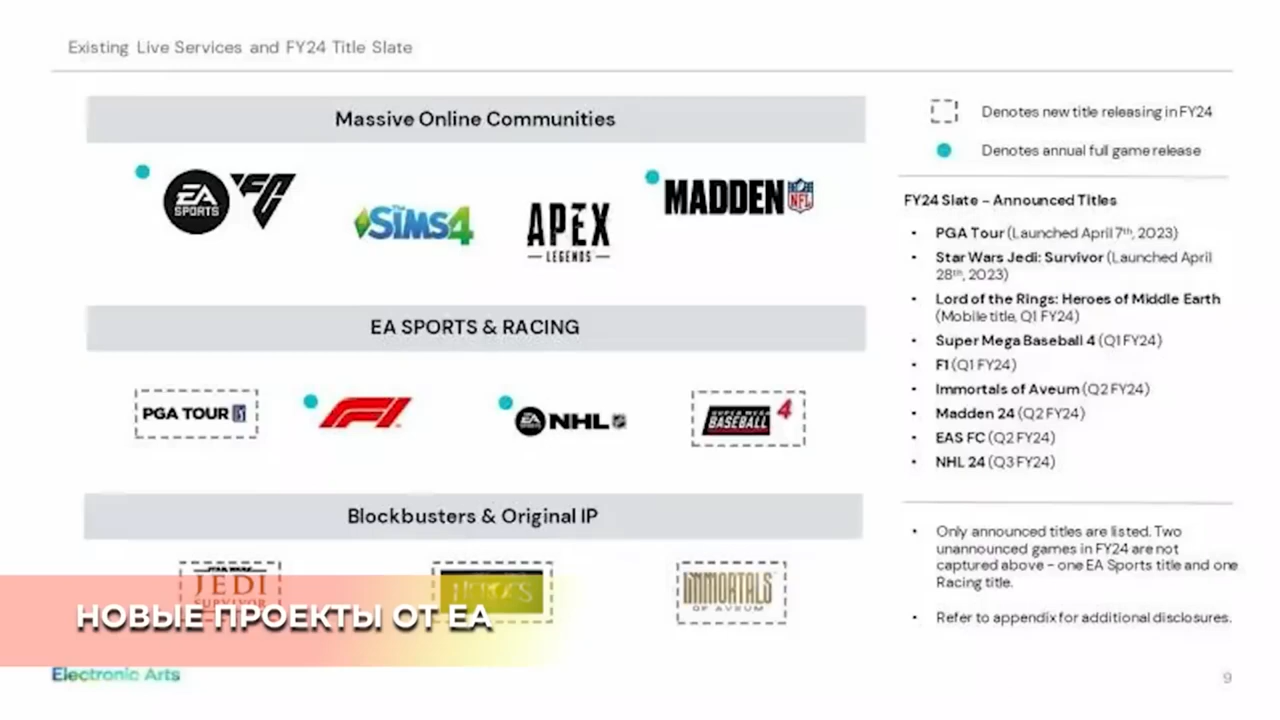 Existing Live Services and FY24 Title Slate
Massive Online Communities
EA SPORTS FC
The SIMS 4
APEX
LEGENDS
MADDEN NFL
EA SPORTS & RACING
PGA TOUR
F1
EA SPORTS NHL
SUPER MEGA
BASEBALL 4
Blockbusters & Original IP
STAR WARS
JEDI
SURVIVOR
HEROES
IMMORTALS
OF AVEUM
НОВЫЕ ПРОЕКТЫ ОТ EA
Electronic Arts
Denotes new title releasing in FY24
Denotes annual full game release
FY24 Slate – Announced Titles
• PGA Tour (Launched April 7th, 2023)
• Star Wars Jedi: Survivor (Launched April
28th, 2023)
• Lord of the Rings: Heroes of Middle Earth
(Mobile title, Q1 FY24)
• Super Mega Baseball 4 (Q1 FY24)
• F1 (Q1 FY24)
• Immortals of Aveum (Q2 FY24)
• Madden 24 (Q2 FY24)
• EAS FC (Q2 FY24)
• NHL 24 (Q3 FY24)
• Only announced titles are listed. Two
unannounced games in FY24 are not
captured above – one EA Sports title and one
Racing title.
• Refer to appendix for additional disclosures.
9